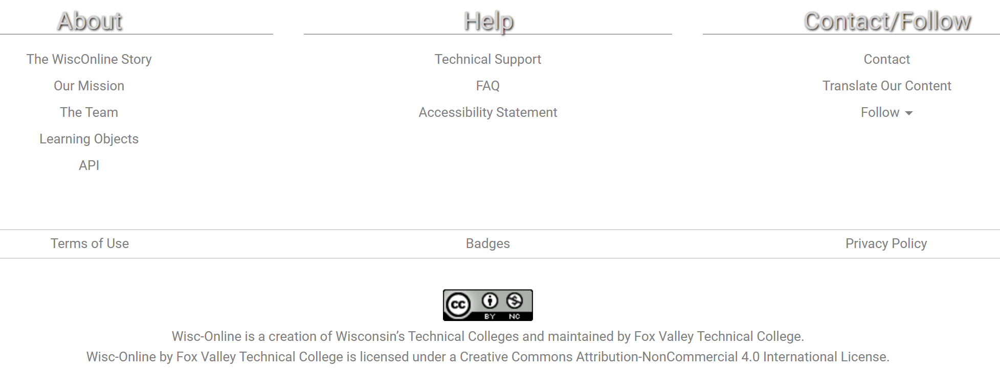 About
The WiscOnline Story
Our Mission
The Team
Learning Objects
API
Help
Technical Support
FAQ
Accessibility Statement
Contact/Follow
Contact
Translate Our Content
Follow
Terms of Use
Badges
Privacy Policy
cc BY NC
Wisc-Online is a creation of Wisconsin’s Technical Colleges and maintained by Fox Valley Technical College.
Wisc-Online by Fox Valley Technical College is licensed under a Creative Commons Attribution-NonCommercial 4.0 International License.